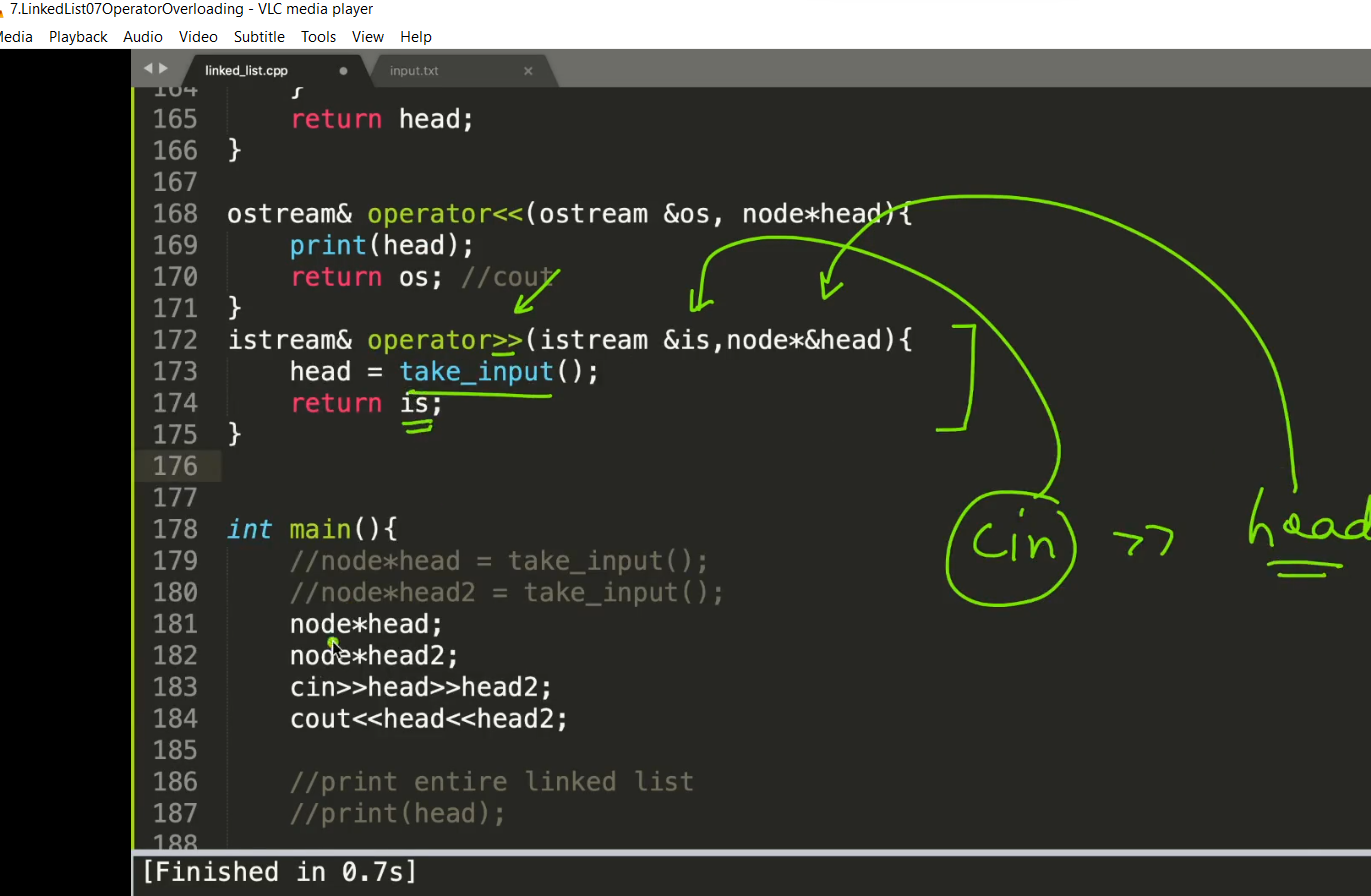 7.LinkedList07OperatorOverloading - VLC media player
Media Playback Audio Video Subtitle Tools View Help
linked_list.cpp input.txt
164 }
165 return head;
166 }
167
168 ostream& operator<<(ostream &os, node*head){
169 print(head);
170 return os; //cout
171 }
172 istream& operator>>(istream &is,node*&head){
173 head = take_input();
174 return is;
175 }
176
177
178 int main(){
179 //node*head = take_input();
180 //node*head2 = take_input();
181 node*head;
182 node*head2;
183 cin>>head>>head2;
184 cout<<head<<head2;
185
186 //print entire linked list
187 //print(head);
188
cin >> head
[Finished in 0.7s]